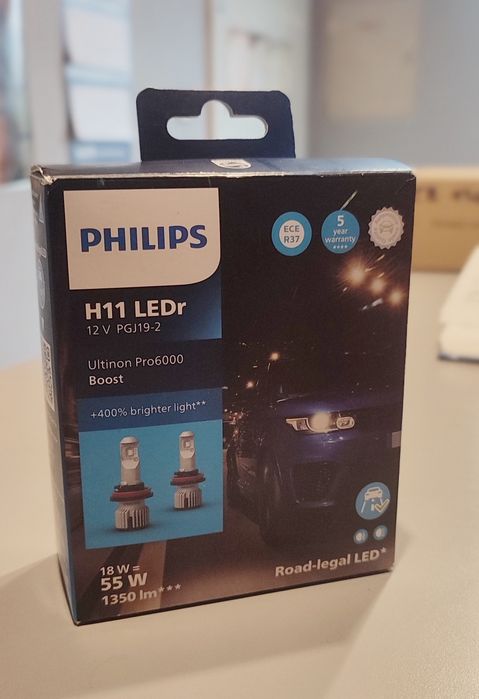 PHILIPS
ECE
R37
5
year
warranty
****
H11 LEDr
12 V PGJ19-2
Ultinon Pro6000
Boost
+400% brighter light**
18 W =
55 W
1350 lm***
Road-legal LED*